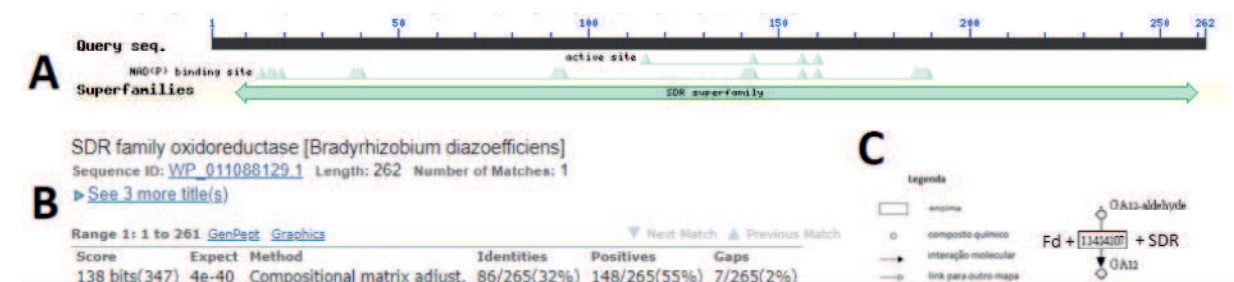 1 50 100 150 200 250 262
Query seq.
active site
A
NAD(P) binding site
Superfamilies
SDR superfamily
SDR family oxidoreductase [Bradyrhizobium diazoefficiens]
Sequence ID: WP_011088129.1 Length: 262 Number of Matches: 1
See 3 more title(s)
B
Range 1: 1 to 261 GenPept Graphics
Next Match Previous Match
Score Expect Method Identities Positives Gaps
138 bits(347) 4e-40 Compositional matrix adjust. 86/265(32%) 148/265(55%) 7/265(2%)
C
Legenda
enzima
composto químico
interação molecular
link para outro mapa
GA12-aldehyde
Fd + + SDR
GA12